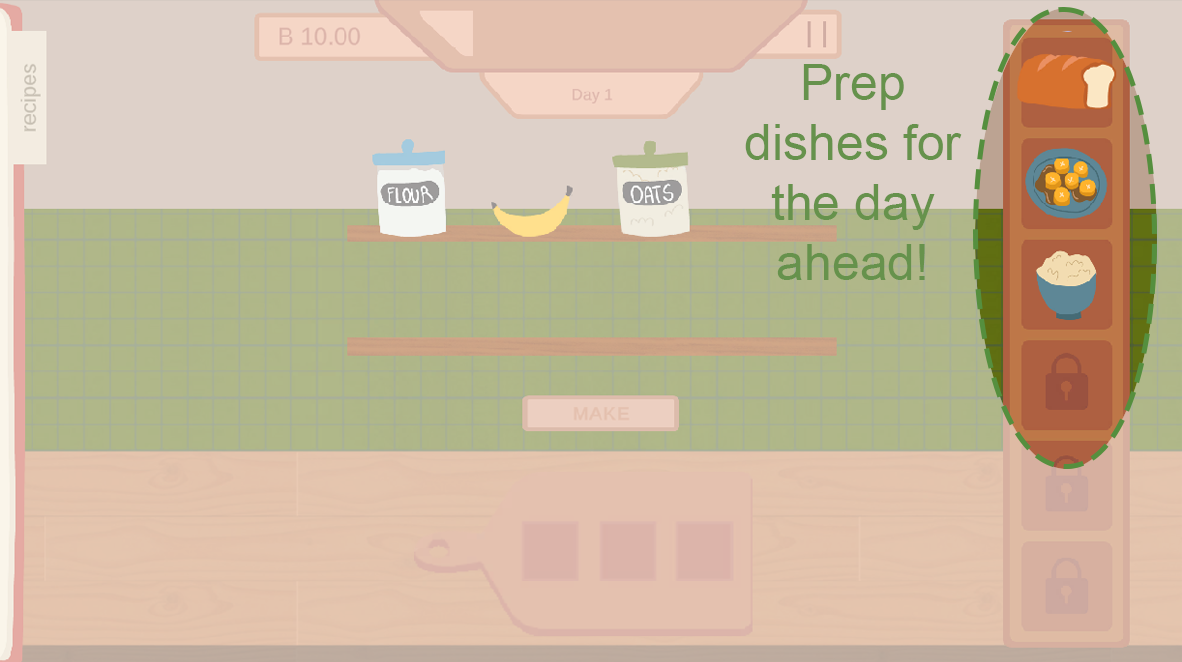 B 10.00
Day 1
recipes
Prep
dishes for
the day
ahead!
FLOUR
OATS
MAKE